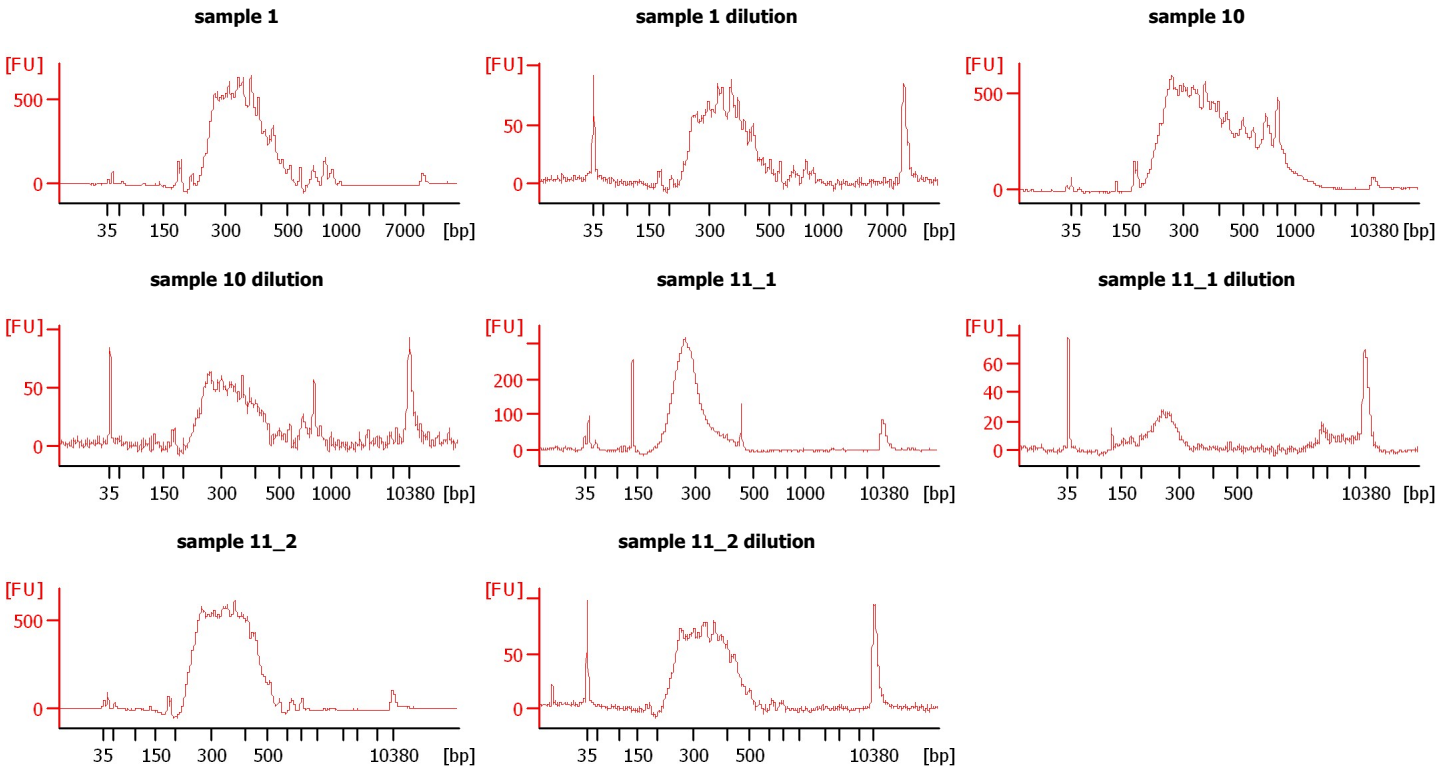 sample 1
[FU]
500
0
35 150 300 500 1000 7000 [bp]
sample 1 dilution
[FU]
50
0
35 150 300 500 1000 7000 [bp]
sample 10
[FU]
500
0
35 150 300 500 1000 10380 [bp]
sample 10 dilution
[FU]
50
0
35 150 300 500 1000 10380 [bp]
sample 11_1
[FU]
200
100
0
35 150 300 500 1000 10380 [bp]
sample 11_1 dilution
[FU]
60
40
20
0
35 150 300 500 10380 [bp]
sample 11_2
[FU]
500
0
35 150 300 500 10380 [bp]
sample 11_2 dilution
[FU]
50
0
35 150 300 500 10380 [bp]